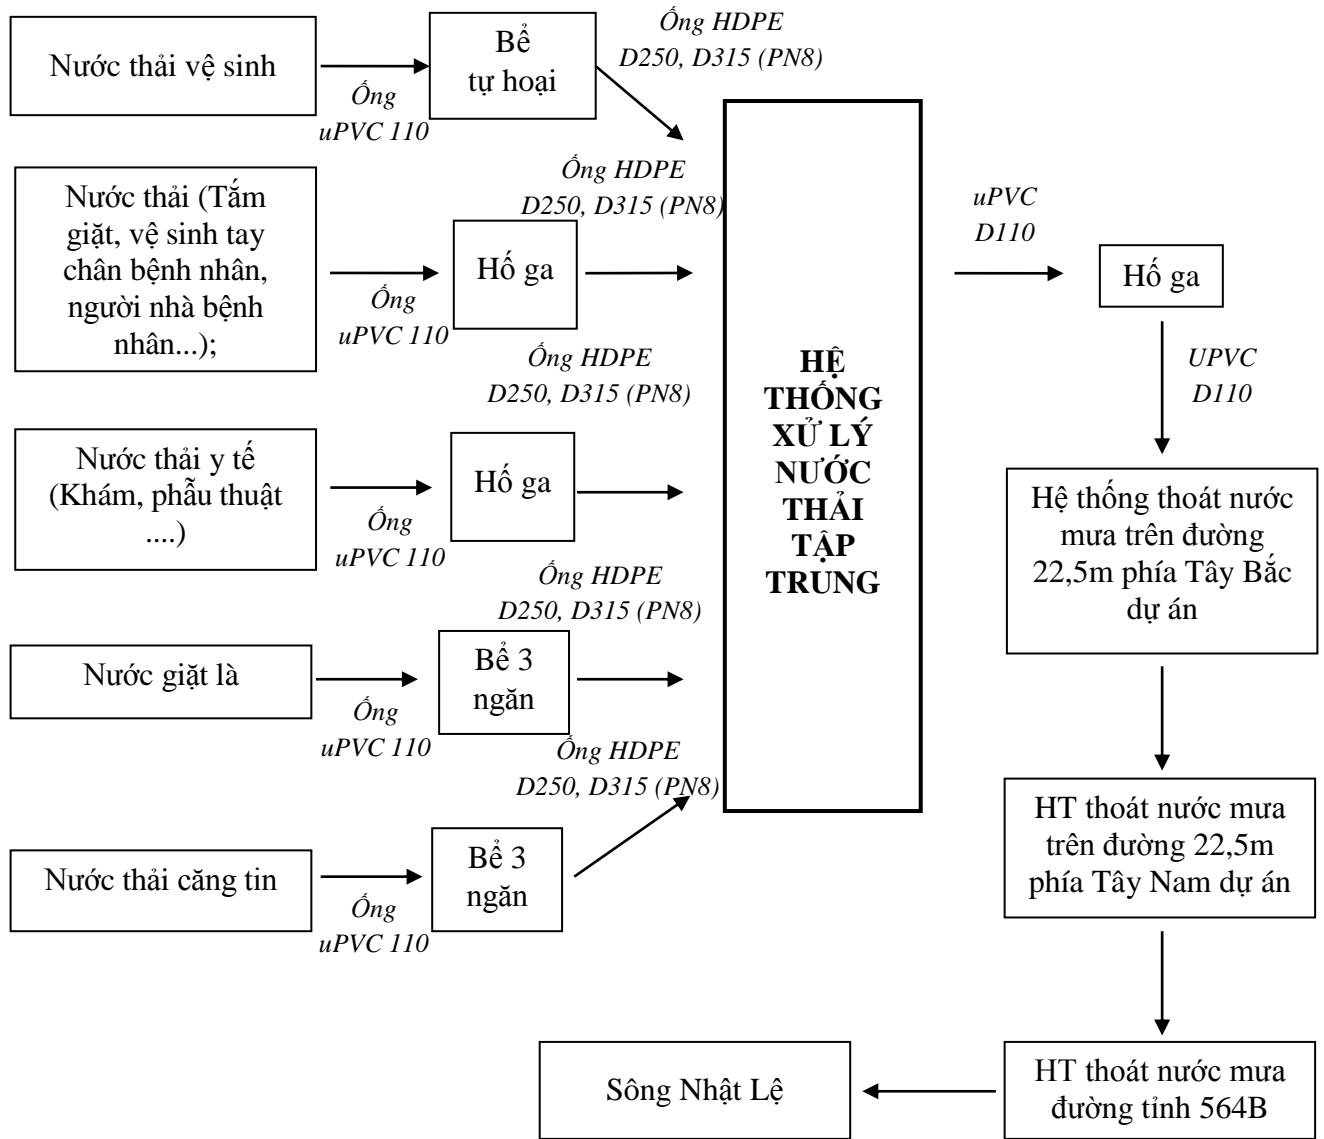 Nước thải vệ sinh
Ống
uPVC 110
Bể
tự hoại
Ống HDPE
D250, D315 (PN8)
Nước thải (Tắm
giặt, vệ sinh tay
chân bệnh nhân,
người nhà bệnh
nhân...);
Ống
uPVC 110
Hố ga
Ống HDPE
D250, D315 (PN8)
Nước thải y tế
(Khám, phẫu thuật
....)
Ống
uPVC 110
Hố ga
Ống HDPE
D250, D315 (PN8)
Nước giặt là
Ống
uPVC 110
Bể 3
ngăn
Ống HDPE
D250, D315 (PN8)
Nước thải căng tin
Ống
uPVC 110
Bể 3
ngăn
Ống HDPE
D250, D315 (PN8)
HỆ
THỐNG
XỬ LÝ
NƯỚC
THẢI
TẬP
TRUNG
uPVC
D110
Hố ga
UPVC
D110
Hệ thống thoát nước
mưa trên đường
22,5m phía Tây Bắc
dự án
HT thoát nước mưa
trên đường 22,5m
phía Tây Nam dự án
HT thoát nước mưa
đường tỉnh 564B
Sông Nhật Lệ